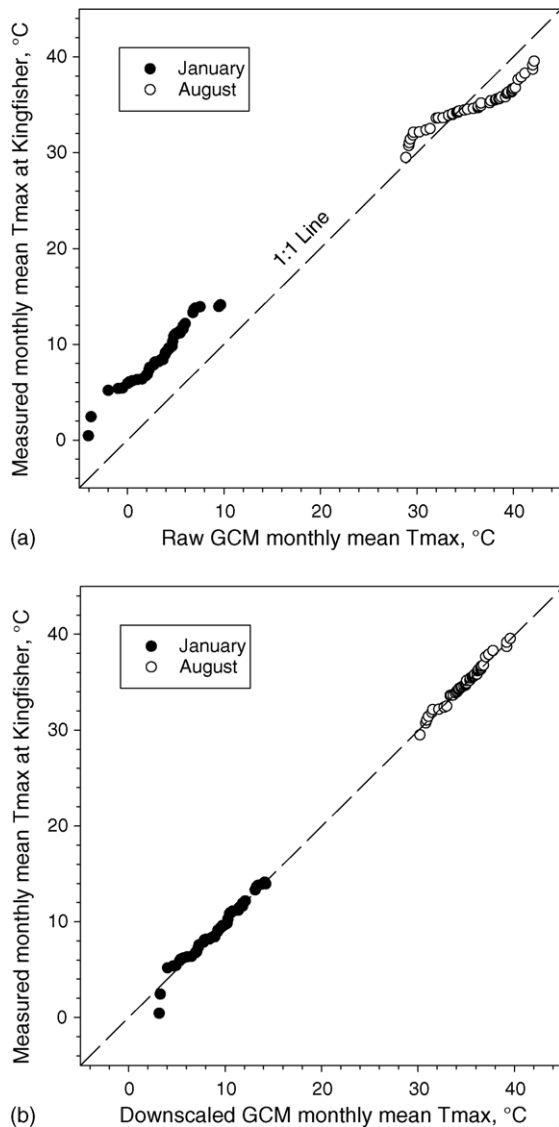 Measured monthly mean Tmax at Kingfisher, °C
40
30
20
10
0
January
August
1:1 Line
0 10 20 30 40
(a) Raw GCM monthly mean Tmax, °C
Measured monthly mean Tmax at Kingfisher, °C
40
30
20
10
0
January
August
0 10 20 30 40
(b) Downscaled GCM monthly mean Tmax, °C